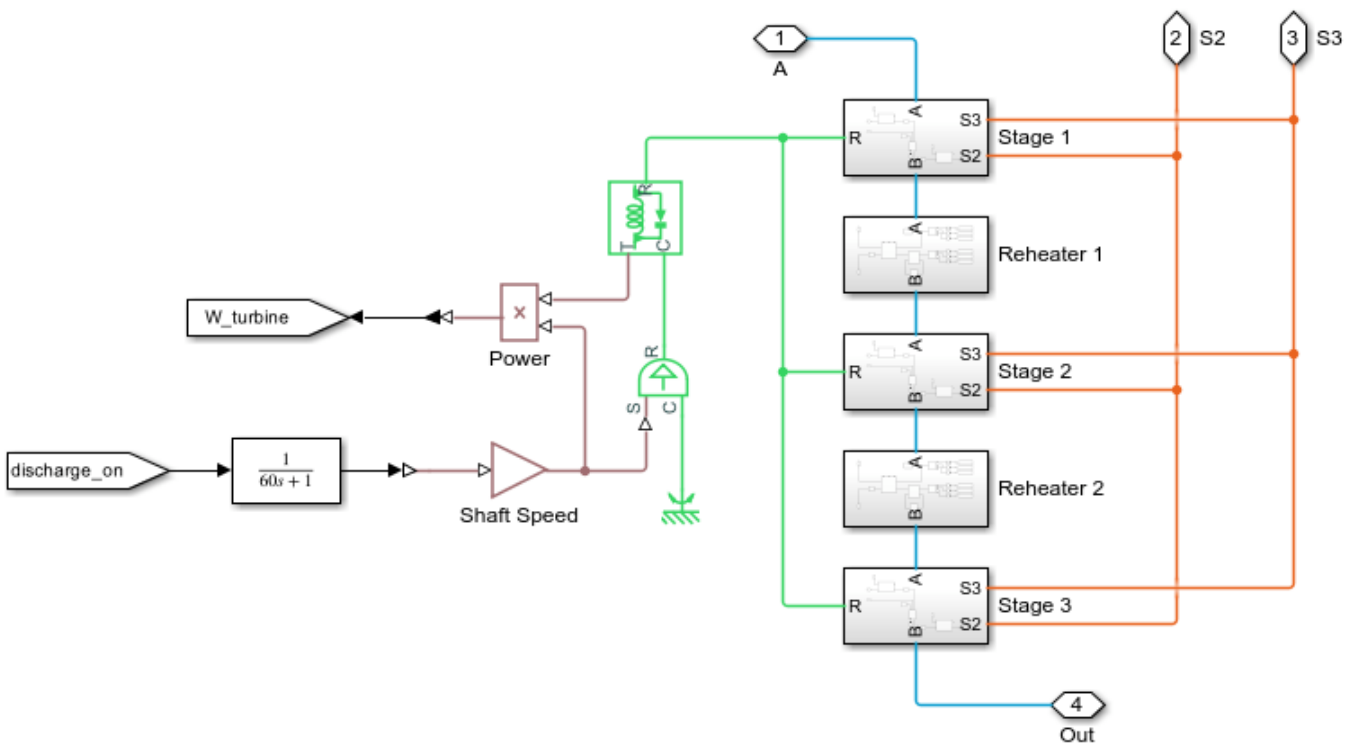 1
A
2
S2
3
S3
A
R
B
S3
S2
Stage 1
A
B
Reheater 1
A
R
B
S3
S2
Stage 2
A
B
Reheater 2
A
R
B
S3
S2
Stage 3
4
Out
R
T
C
W_turbine
×
Power
R
S
C
discharge_on
1
60s + 1
Shaft Speed